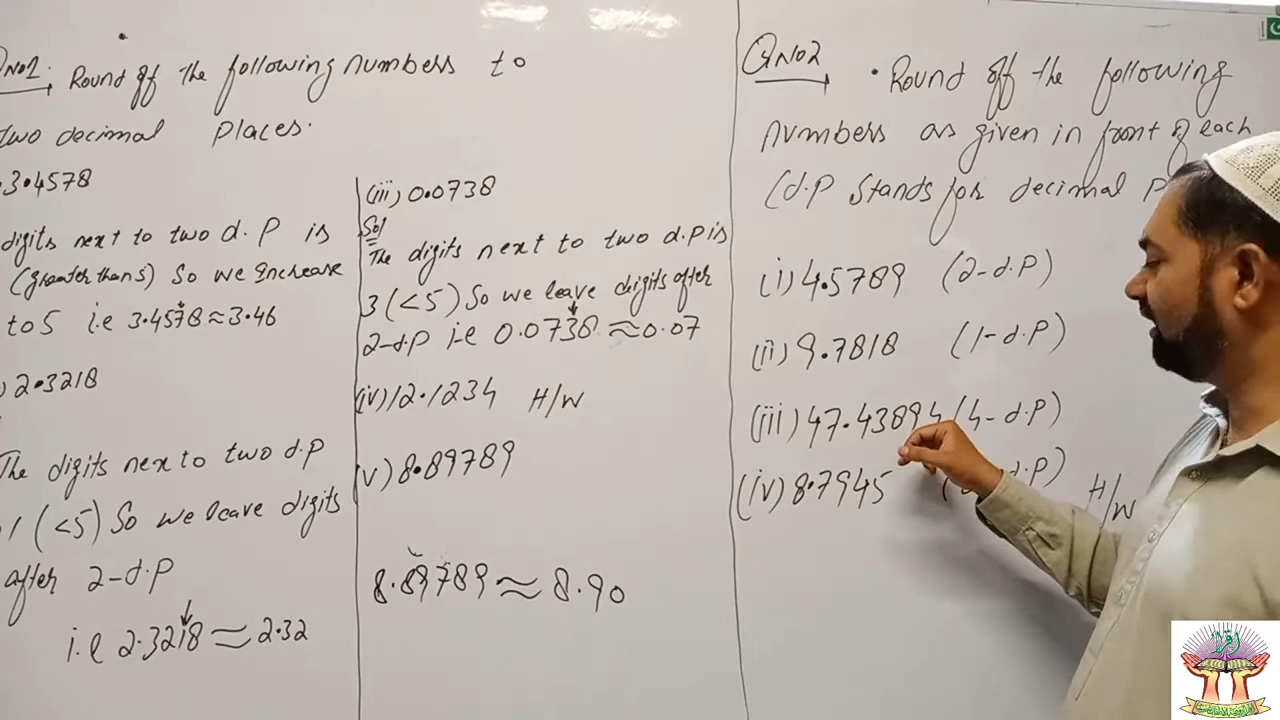 QNo1. Round off the following numbers to
two decimal places.
3.4578
digits next to two d.P is
(greater than 5) So we increase
to 5 i.e 3.4578≈3.46
) 2.3218
The digits next to two d.P
1 (<5) So we leave digits
after 2-d.P
i.e 2.3218 ≈ 2.32
(iii) 0.0738
Sol
The digits next to two d.P is
3 (<5) So we leave digits after
2-d.P i.e 0.0738 ≈0.07
(iv) 12.1234 H/W
(v) 8.89789
8.89789 ≈ 8.90
QNo2 . Round off the following
numbers as given in front of each
(d.P stands for decimal P
(i) 4.5789 (2-d.P)
(ii) 9.7818 (1-d.P)
(iii) 47.43894 (4-d.P)
(iv) 8.7945 d.P) H/W
اقرا